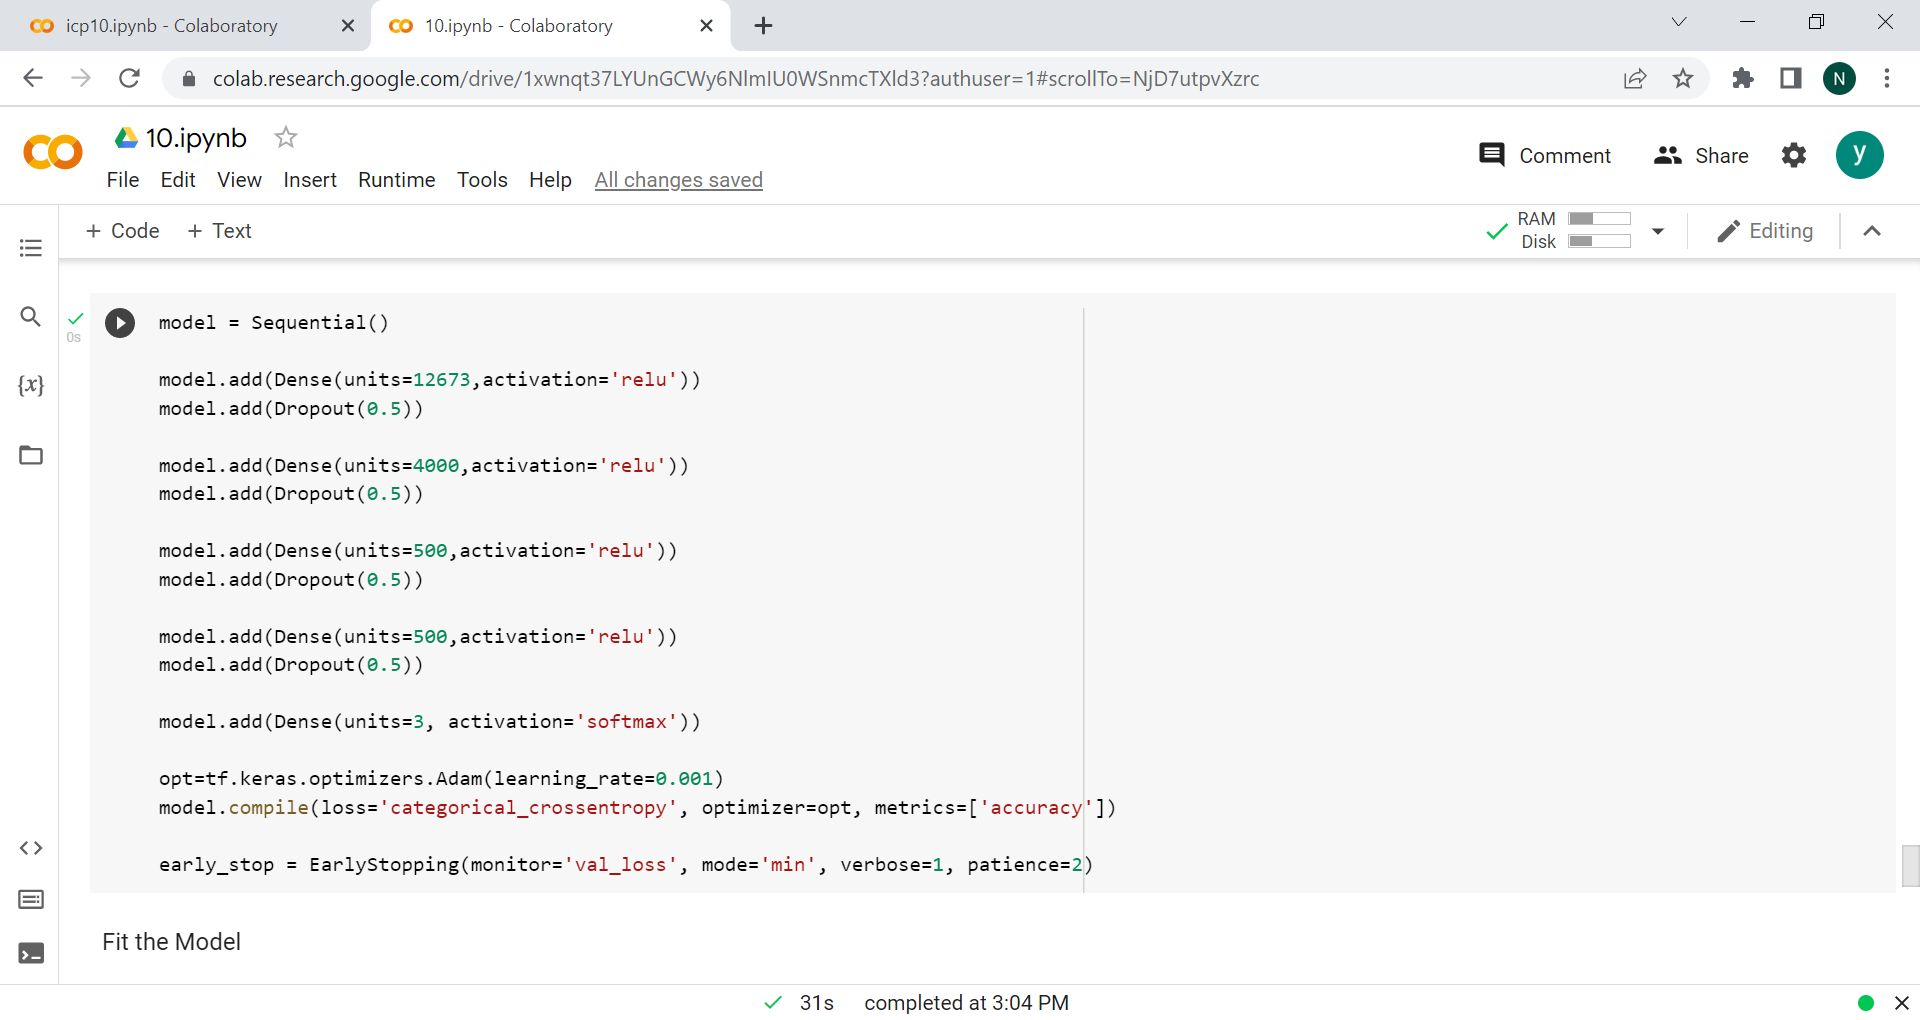 icp10.ipynb - Colaboratory
10.ipynb - Colaboratory
colab.research.google.com/drive/1xwnqt37LYUnGCWy6NlmIU0WSnmcTXld3?authuser=1#scrollTo=NjD7utpvXzrc
N
10.ipynb
File Edit View Insert Runtime Tools Help All changes saved
Comment
Share
y
+ Code + Text
RAM
Disk
Editing
{x}
0s
model = Sequential()
model.add(Dense(units=12673,activation='relu'))
model.add(Dropout(0.5))
model.add(Dense(units=4000,activation='relu'))
model.add(Dropout(0.5))
model.add(Dense(units=500,activation='relu'))
model.add(Dropout(0.5))
model.add(Dense(units=500,activation='relu'))
model.add(Dropout(0.5))
model.add(Dense(units=3, activation='softmax'))
opt=tf.keras.optimizers.Adam(learning_rate=0.001)
model.compile(loss='categorical_crossentropy', optimizer=opt, metrics=['accuracy'])
early_stop = EarlyStopping(monitor='val_loss', mode='min', verbose=1, patience=2)
Fit the Model
31s completed at 3:04 PM